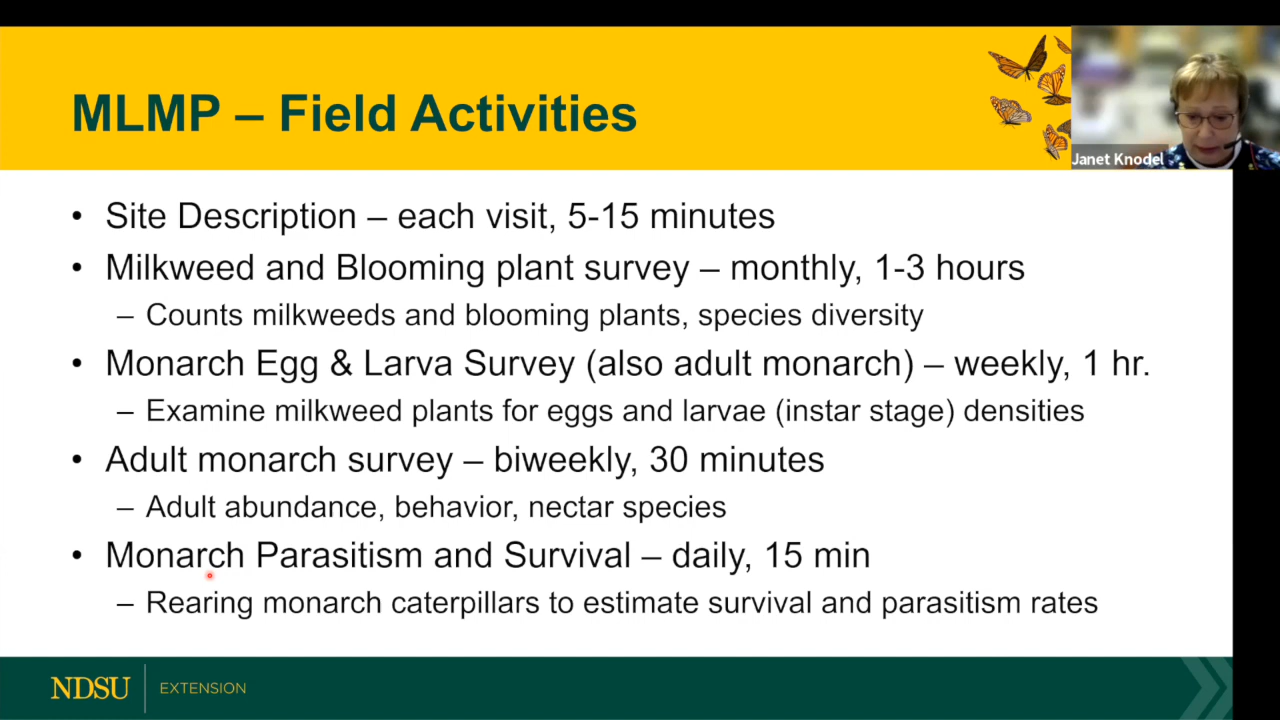 MLMP – Field Activities
Janet Knodel
• Site Description – each visit, 5-15 minutes
• Milkweed and Blooming plant survey – monthly, 1-3 hours
– Counts milkweeds and blooming plants, species diversity
• Monarch Egg & Larva Survey (also adult monarch) – weekly, 1 hr.
– Examine milkweed plants for eggs and larvae (instar stage) densities
• Adult monarch survey – biweekly, 30 minutes
– Adult abundance, behavior, nectar species
• Monarch Parasitism and Survival – daily, 15 min
– Rearing monarch caterpillars to estimate survival and parasitism rates
NDSU EXTENSION